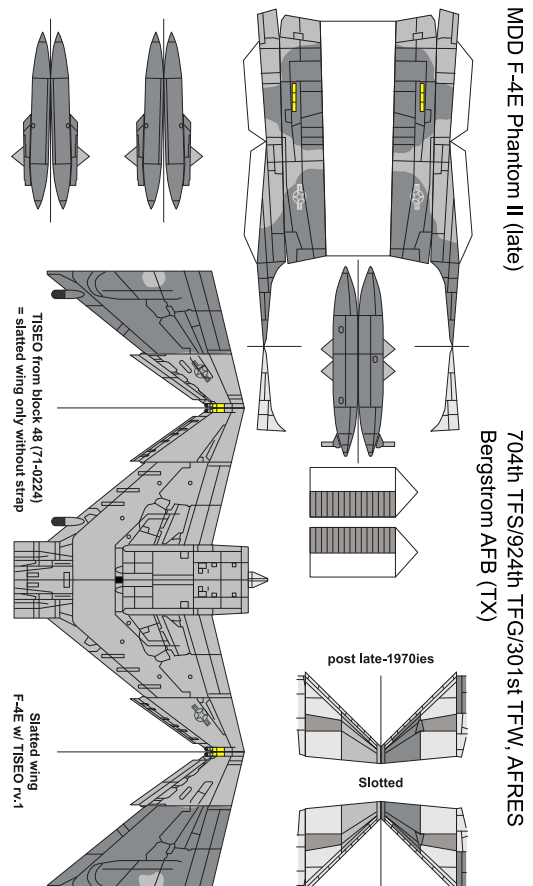 MDD F-4E Phantom II (late)
704th TFS/924th TFG/301st TFW, AFRES
Bergstrom AFB (TX)
TISEO from block 48 (71-0224)
= slatted wing only without strap
post late-1970ies
Slotted
Slatted wing
F-4E w/ TISEO rv.1